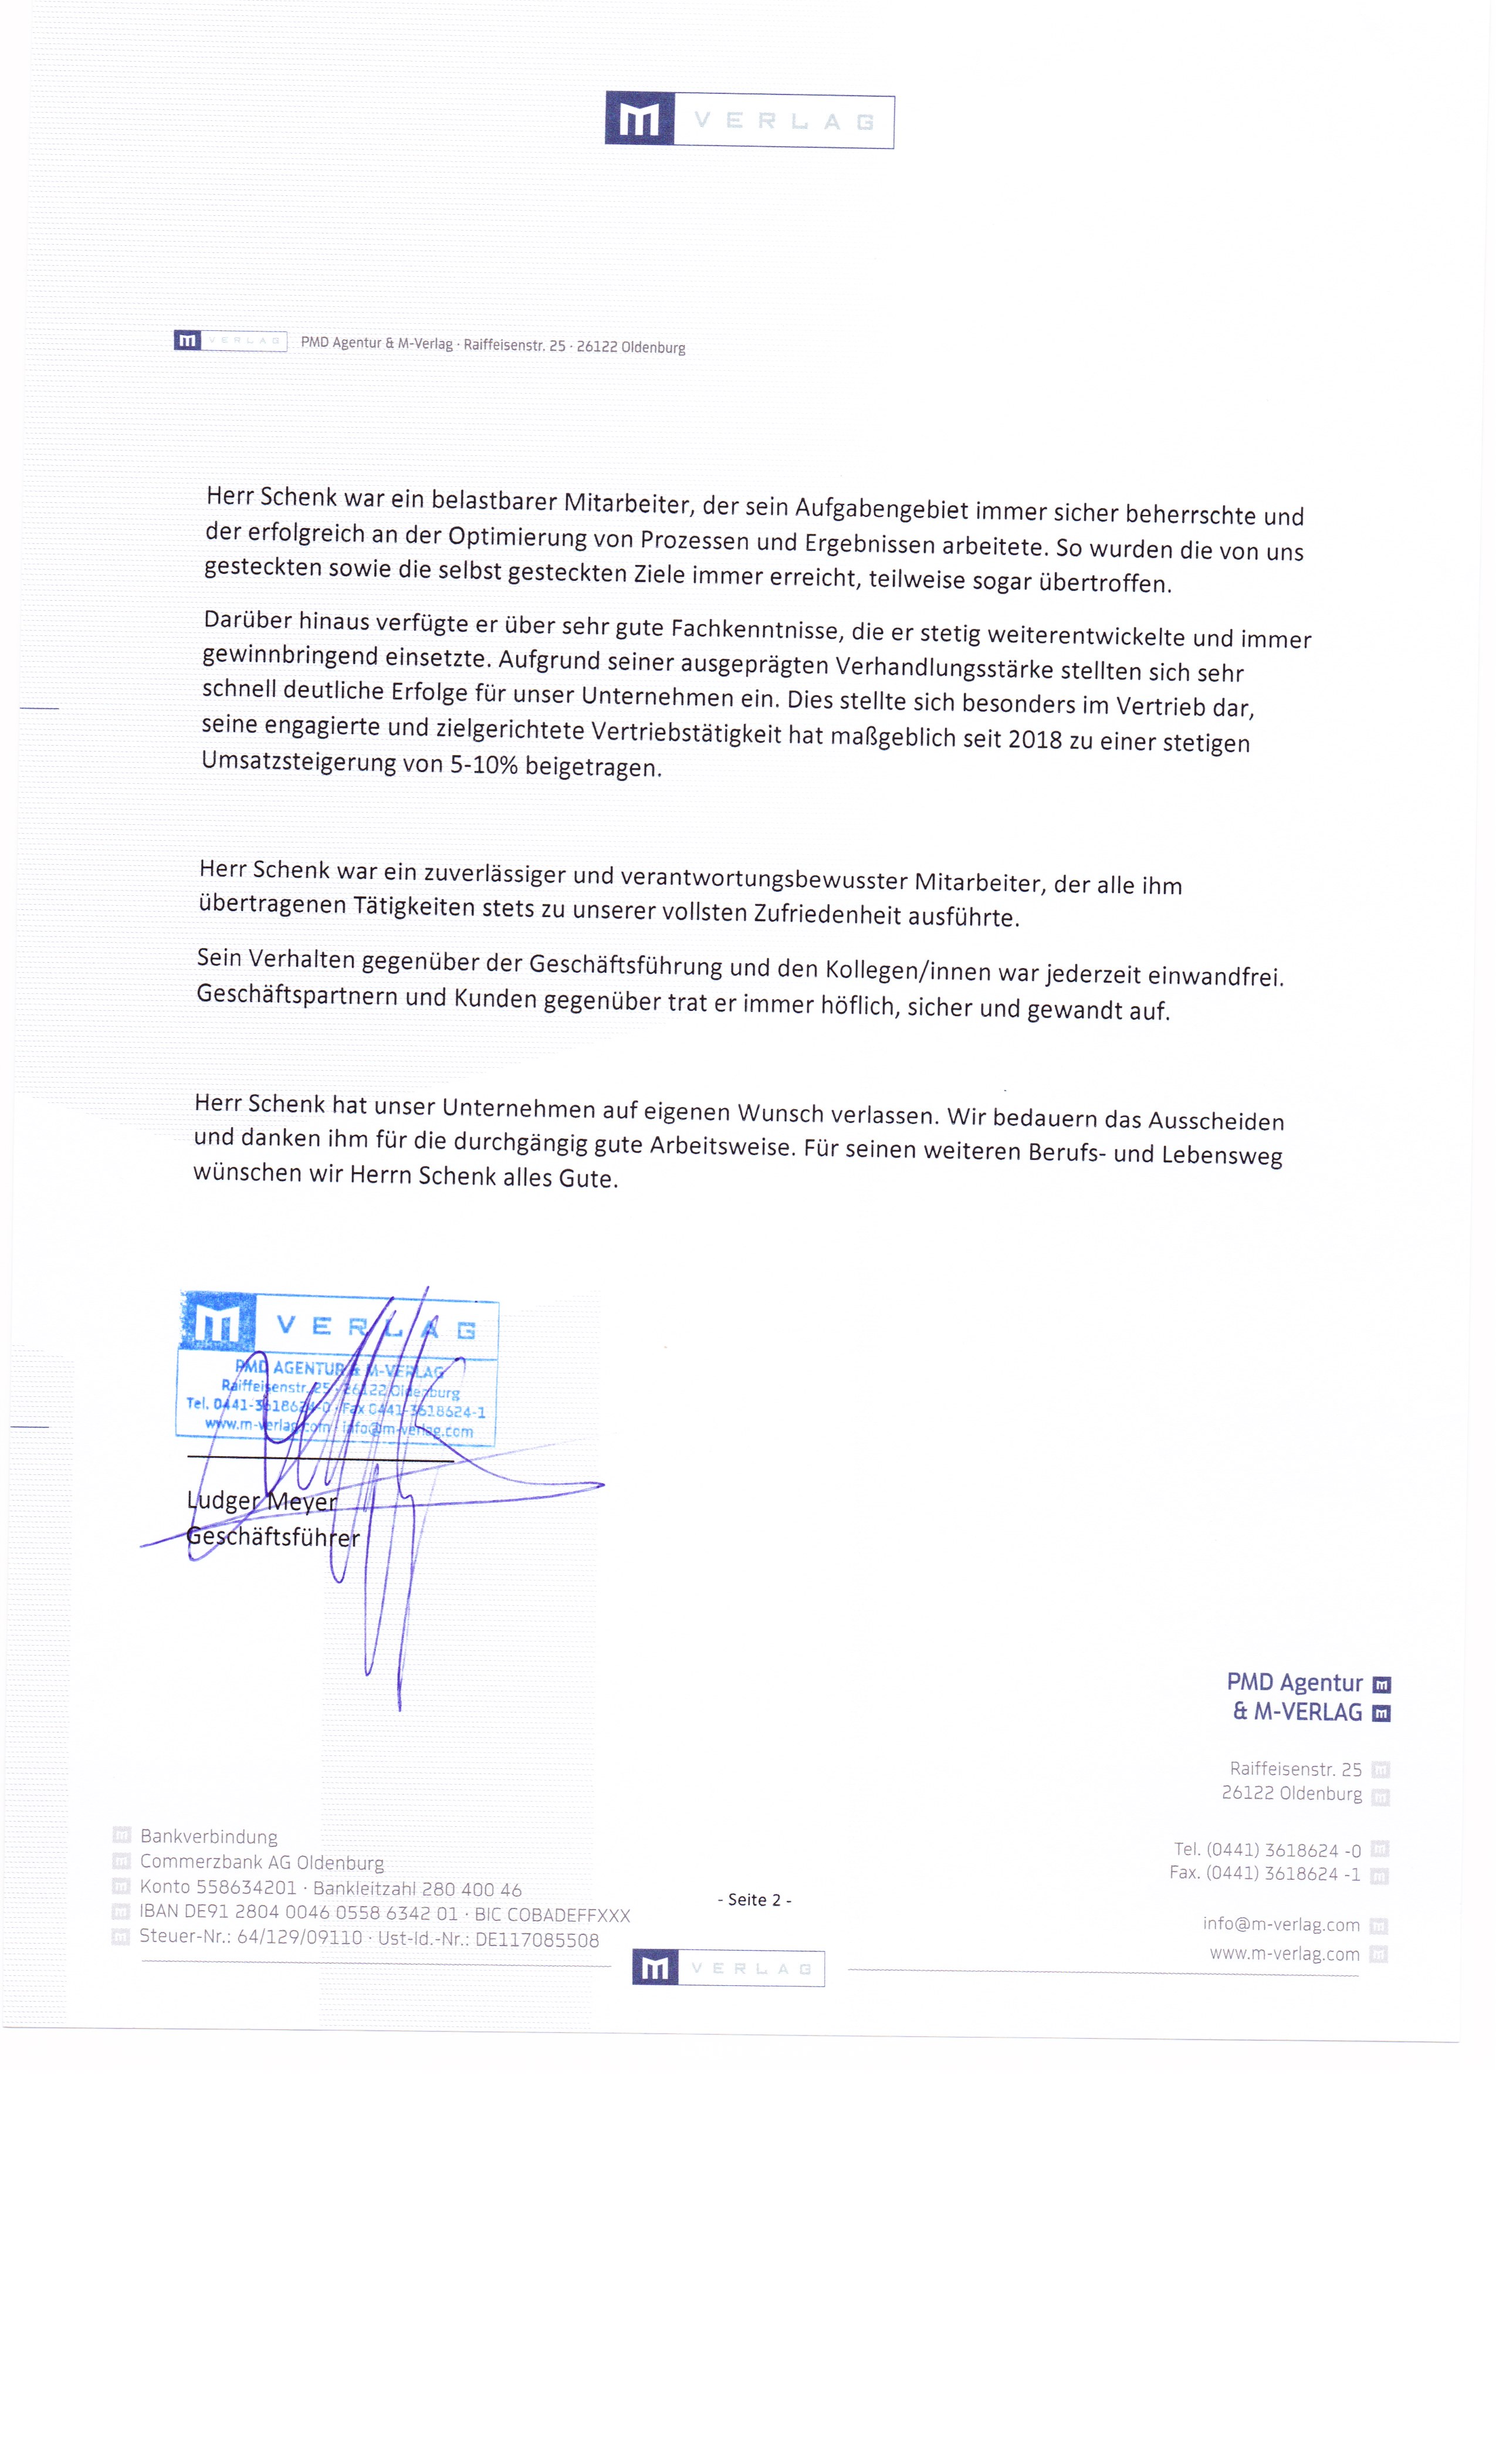 m VERLAG
m VERLAG PMD Agentur & M-Verlag · Raiffeisenstr. 25 · 26122 Oldenburg
Herr Schenk war ein belastbarer Mitarbeiter, der sein Aufgabengebiet immer sicher beherrschte und
der erfolgreich an der Optimierung von Prozessen und Ergebnissen arbeitete. So wurden die von uns
gesteckten sowie die selbst gesteckten Ziele immer erreicht, teilweise sogar übertroffen.
Darüber hinaus verfügte er über sehr gute Fachkenntnisse, die er stetig weiterentwickelte und immer
gewinnbringend einsetzte. Aufgrund seiner ausgeprägten Verhandlungsstärke stellten sich sehr
schnell deutliche Erfolge für unser Unternehmen ein. Dies stellte sich besonders im Vertrieb dar,
seine engagierte und zielgerichtete Vertriebstätigkeit hat maßgeblich seit 2018 zu einer stetigen
Umsatzsteigerung von 5-10% beigetragen.
Herr Schenk war ein zuverlässiger und verantwortungsbewusster Mitarbeiter, der alle ihm
übertragenen Tätigkeiten stets zu unserer vollsten Zufriedenheit ausführte.
Sein Verhalten gegenüber der Geschäftsführung und den Kollegen/innen war jederzeit einwandfrei.
Geschäftspartnern und Kunden gegenüber trat er immer höflich, sicher und gewandt auf.
Herr Schenk hat unser Unternehmen auf eigenen Wunsch verlassen. Wir bedauern das Ausscheiden
und danken ihm für die durchgängig gute Arbeitsweise. Für seinen weiteren Berufs- und Lebensweg
wünschen wir Herrn Schenk alles Gute.
m VERLAG
PMD AGENTUR & M-VERLAG
Raiffeisenstr. 25 · 26122 Oldenburg
Tel. 0441-3618624-0 · Fax 0441-3618624-1
www.m-verlag.com · info@m-verlag.com
Ludger Meyer
Geschäftsführer
PMD Agentur m
& M-VERLAG m
Raiffeisenstr. 25 m
26122 Oldenburg m
Tel. (0441) 3618624 -0 m
Fax. (0441) 3618624 -1 m
info@m-verlag.com m
www.m-verlag.com m
m Bankverbindung
m Commerzbank AG Oldenburg
m Konto 558634201 · Bankleitzahl 280 400 46
m IBAN DE91 2804 0046 0558 6342 01 · BIC COBADEFFXXX
m Steuer-Nr.: 64/129/09110 · Ust-Id.-Nr.: DE117085508
- Seite 2 -
m VERLAG